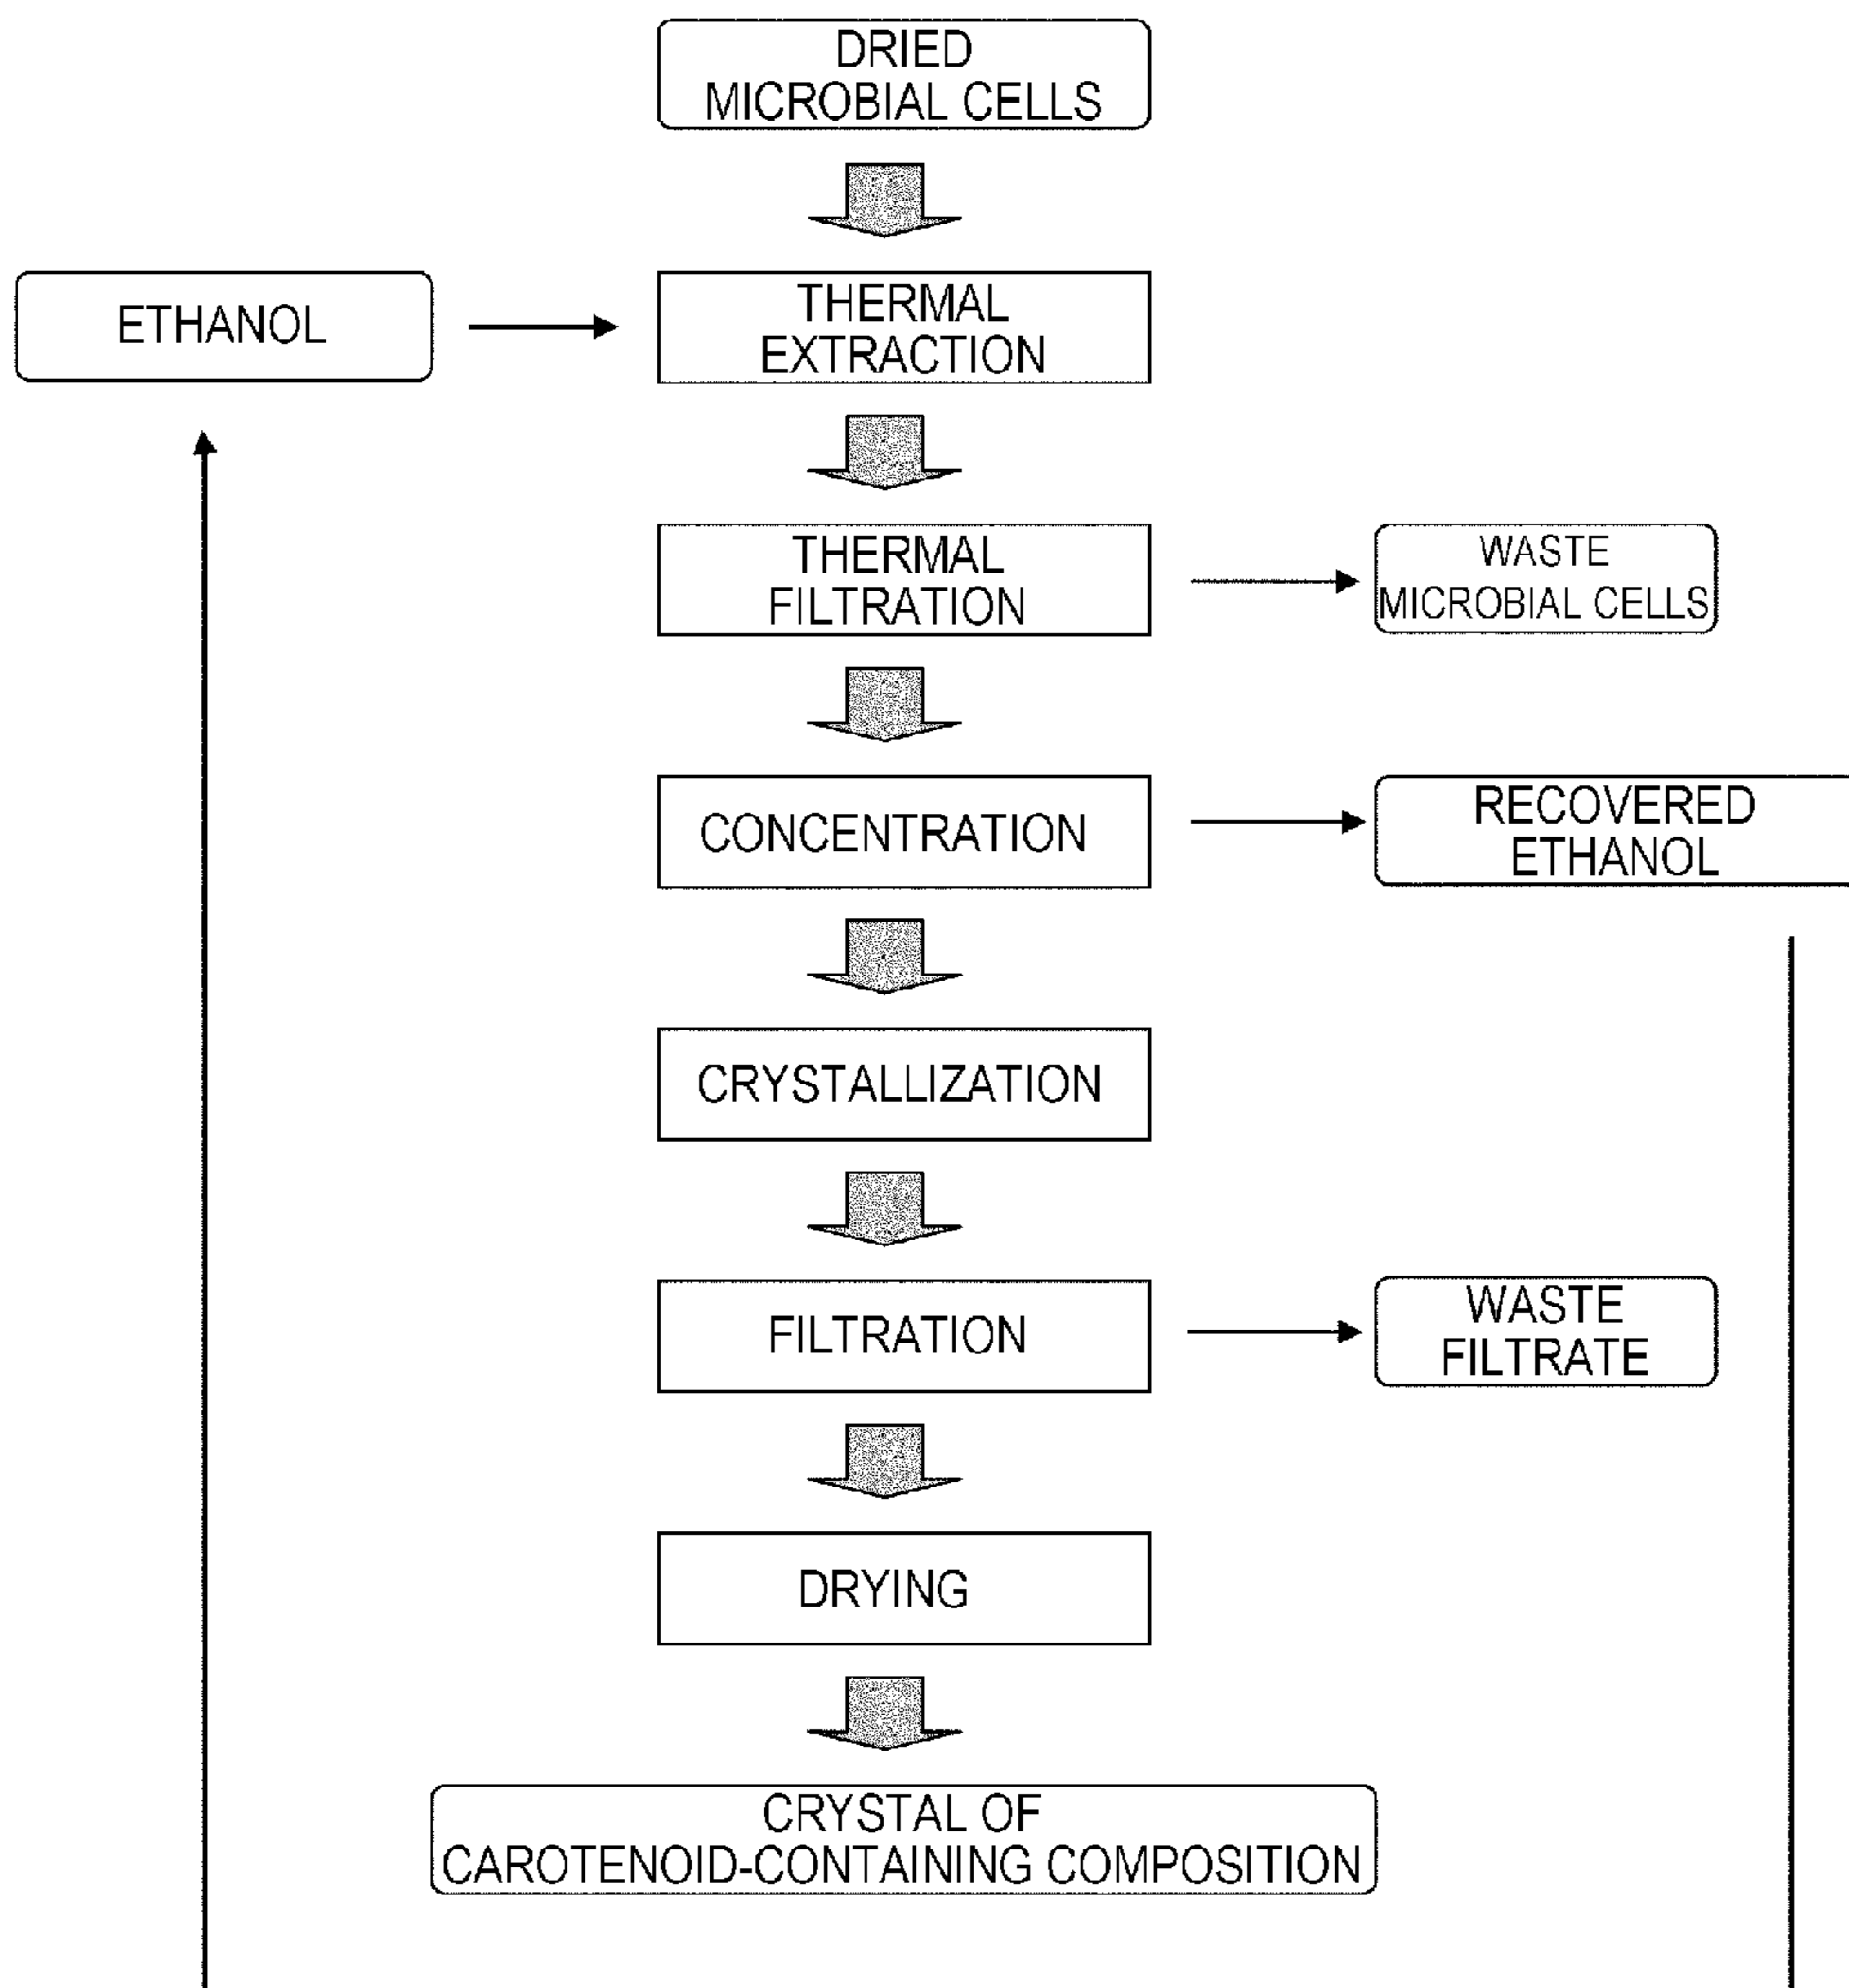 DRIED
MICROBIAL CELLS
ETHANOL
THERMAL
EXTRACTION
THERMAL
FILTRATION
WASTE
MICROBIAL CELLS
CONCENTRATION
RECOVERED
ETHANOL
CRYSTALLIZATION
FILTRATION
WASTE
FILTRATE
DRYING
CRYSTAL OF
CAROTENOID-CONTAINING COMPOSITION